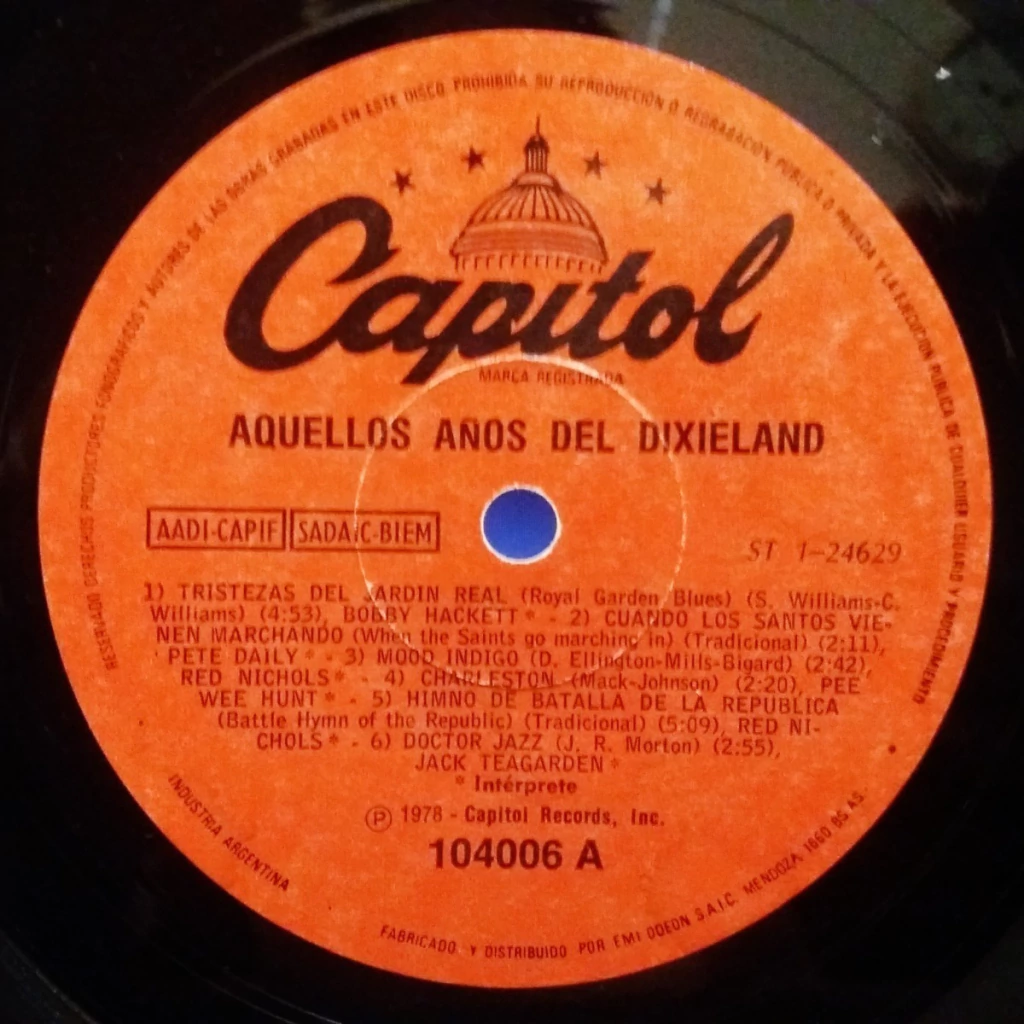 RESERVADO DERECHOS PRODUCTORES FONOGRAFICOS Y AUTORES DE LAS OBRAS GRABADAS EN ESTE DISCO PROHIBIDA SU REPRODUCCION O REGRABACION PUBLICA O PRIVADA Y LA EJECUCION PUBLICA DE CUALQUIER USUARIO Y PROCEDIMIENTO
Capitol
MARCA REGISTRADA
AQUELLOS AÑOS DEL DIXIELAND
AADI-CAPIF SADAIC-BIEM
ST 1-24629
1) TRISTEZAS DEL JARDIN REAL (Royal Garden Blues) (S. Williams-C.
Williams) (4:53), BOBBY HACKETT* - 2) CUANDO LOS SANTOS VIE-
NEN MARCHANDO (When the Saints go marching in) (Tradicional) (2:11),
PETE DAILY* - 3) MOOD INDIGO (D. Ellington-Mills-Bigard) (2:42),
RED NICHOLS* - 4) CHARLESTON (Mack-Johnson) (2:20), PEE
WEE HUNT* - 5) HIMNO DE BATALLA DE LA REPUBLICA
(Battle Hymn of the Republic) (Tradicional) (5:09), RED NI-
CHOLS* - 6) DOCTOR JAZZ (J. R. Morton) (2:55),
JACK TEAGARDEN*
* Intérprete
Ⓟ 1978 - Capitol Records, Inc.
104006 A
INDUSTRIA ARGENTINA
FABRICADO Y DISTRIBUIDO POR EMI ODEON S.A.I.C. MENDOZA 1660 BS.AS.